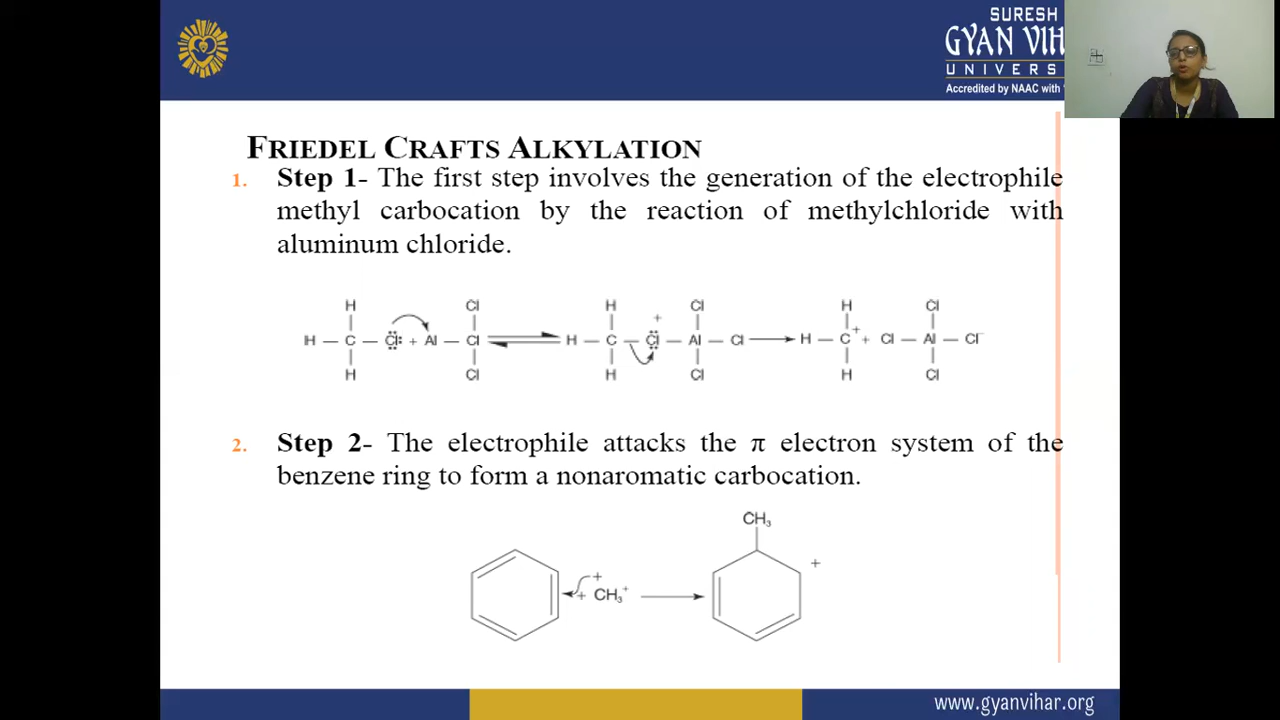 SURESH
GYAN VIH
UNIVERS
Accredited by NAAC with
FRIEDEL CRAFTS ALKYLATION
1. Step 1- The first step involves the generation of the electrophile
methyl carbocation by the reaction of methylchloride with
aluminum chloride.
H Cl H Cl H Cl
H — C — Cl: + Al — Cl H — C — Cl — Al — Cl H — C + Cl — Al — Cl⁻
H Cl H Cl H Cl
2. Step 2- The electrophile attacks the π electron system of the
benzene ring to form a nonaromatic carbocation.
CH₃
+
+ CH₃⁺
www.gyanvihar.org